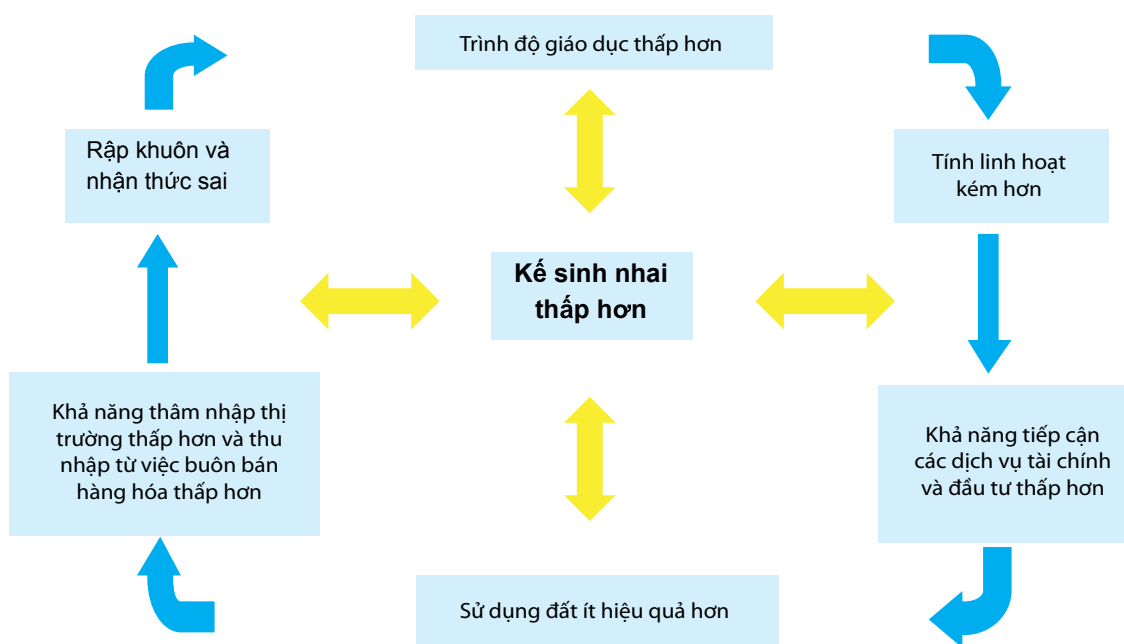 Trình độ giáo dục thấp hơn
Rập khuôn và
nhận thức sai
Tính linh hoạt
kém hơn
Kế sinh nhai
thấp hơn
Khả năng thâm nhập thị
trường thấp hơn và thu
nhập từ việc buôn bán
hàng hóa thấp hơn
Khả năng tiếp cận
các dịch vụ tài chính
và đầu tư thấp hơn
Sử dụng đất ít hiệu quả hơn